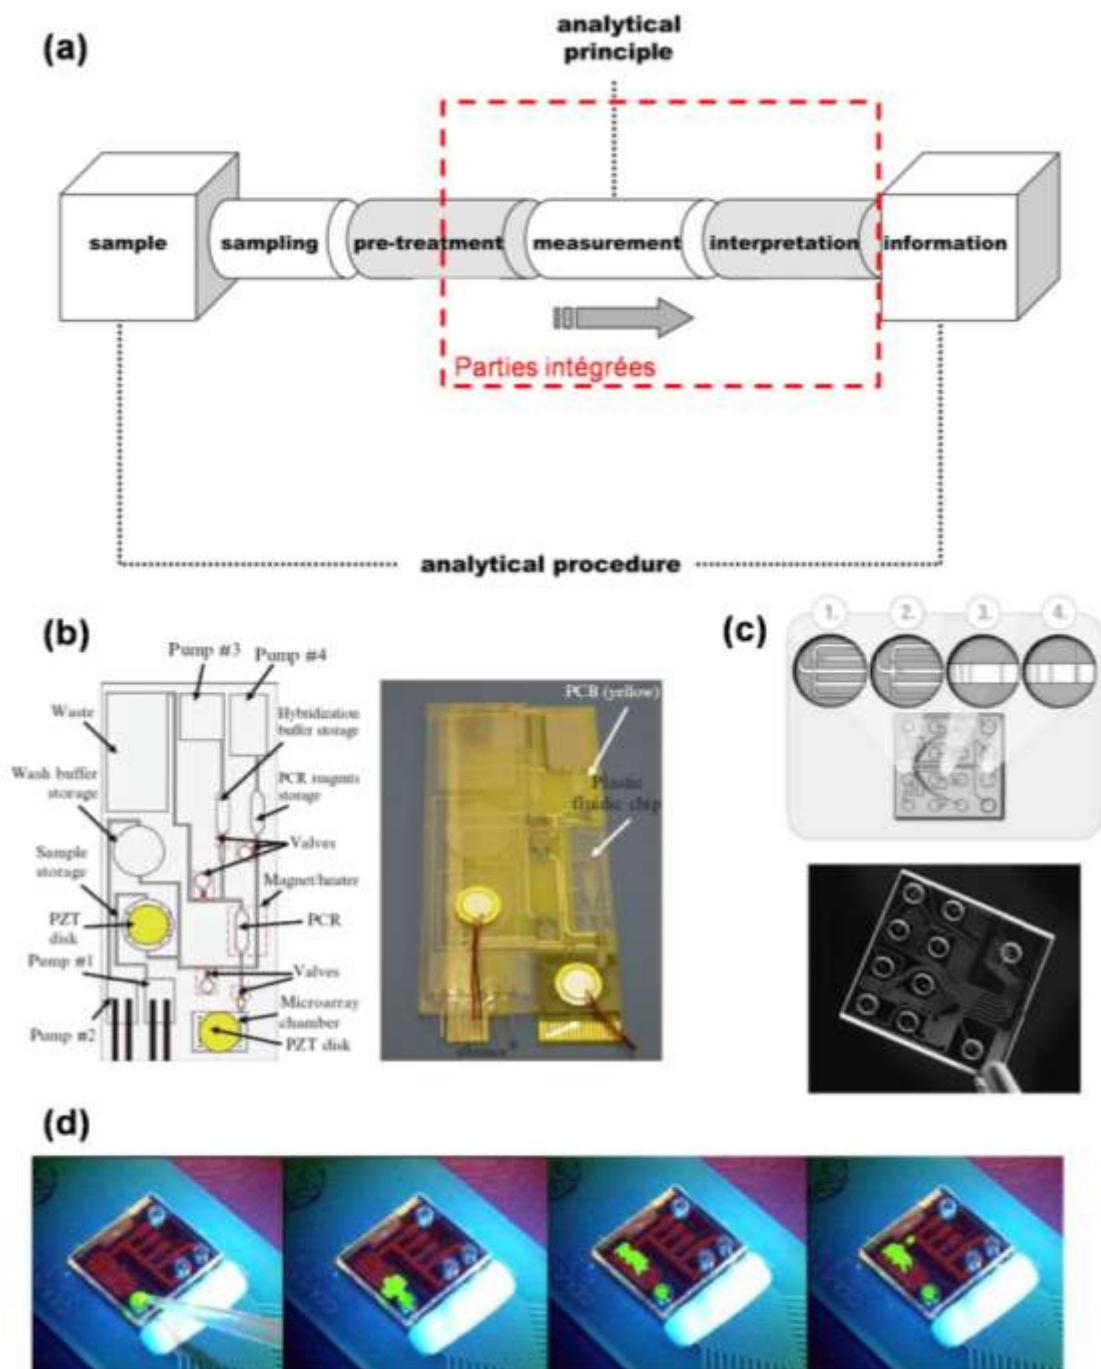 (a)
analytical
principle
sample
sampling
pre-treatment
measurement
interpretation
information
Parties intégrées
analytical procedure
(b)
Pump #3
Pump #4
Waste
Hybridization
buffer storage
Wash buffer
storage
PCR reagents
storage
Valves
Sample
storage
Magnet/heater
PZT
disk
PCR
Pump #1
Valves
Microarray
chamber
Pump #2
PZT disk
PCB (yellow)
Plastic
fluidic chip
(c)
1.
2.
3.
4.
(d)